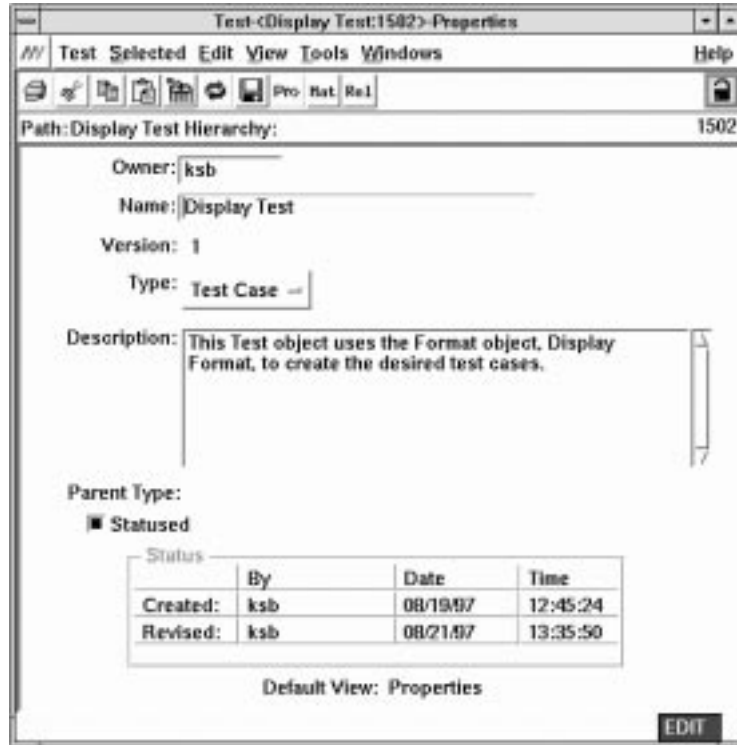 Test-<Display Test:1502>-Properties
Test Selected Edit View Tools Windows Help
Pro Mat Rel
Path:Display Test Hierarchy: 1502
Owner: ksb
Name: Display Test
Version: 1
Type: Test Case
Description: This Test object uses the Format object, Display
Format, to create the desired test cases.
Parent Type:
Statused
Status
By Date Time
Created: ksb 08/19/97 12:45:24
Revised: ksb 08/21/97 13:35:50
Default View: Properties
EDIT